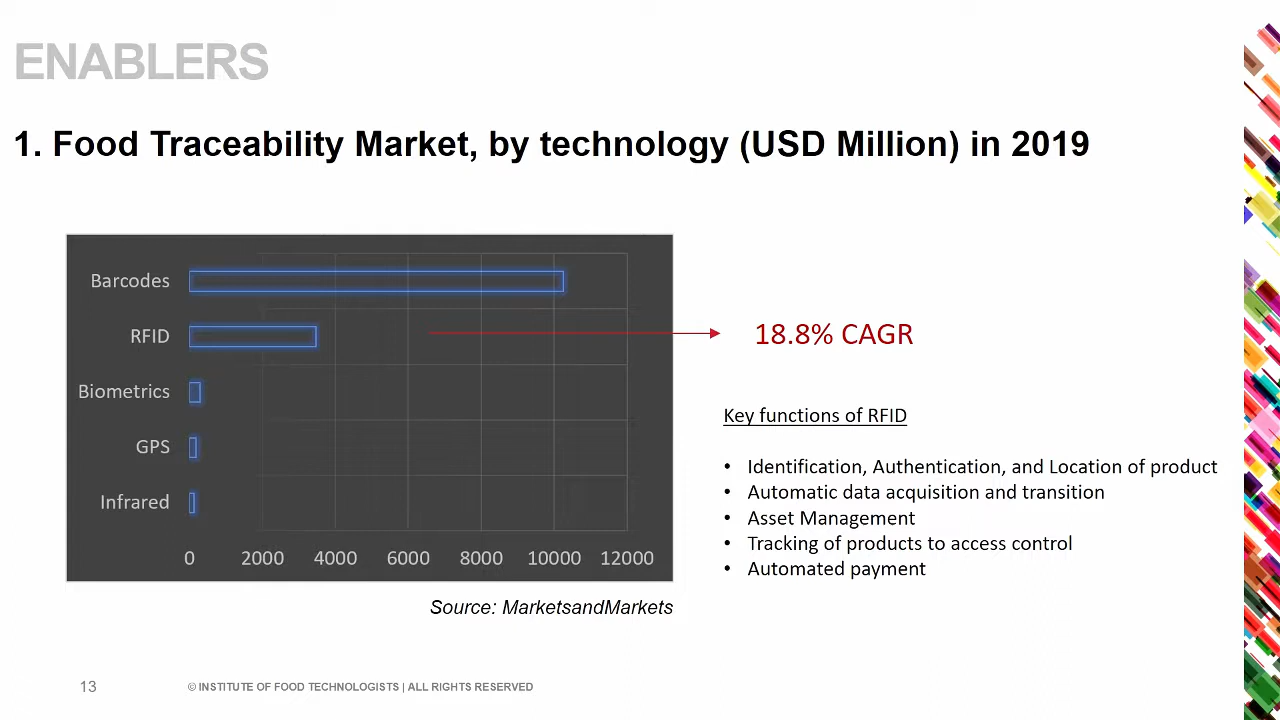 ENABLERS
1. Food Traceability Market, by technology (USD Million) in 2019
Barcodes
RFID
Biometrics
GPS
Infrared
0 2000 4000 6000 8000 10000 12000
18.8% CAGR
Key functions of RFID
• Identification, Authentication, and Location of product
• Automatic data acquisition and transition
• Asset Management
• Tracking of products to access control
• Automated payment
Source: MarketsandMarkets
13
© INSTITUTE OF FOOD TECHNOLOGISTS | ALL RIGHTS RESERVED